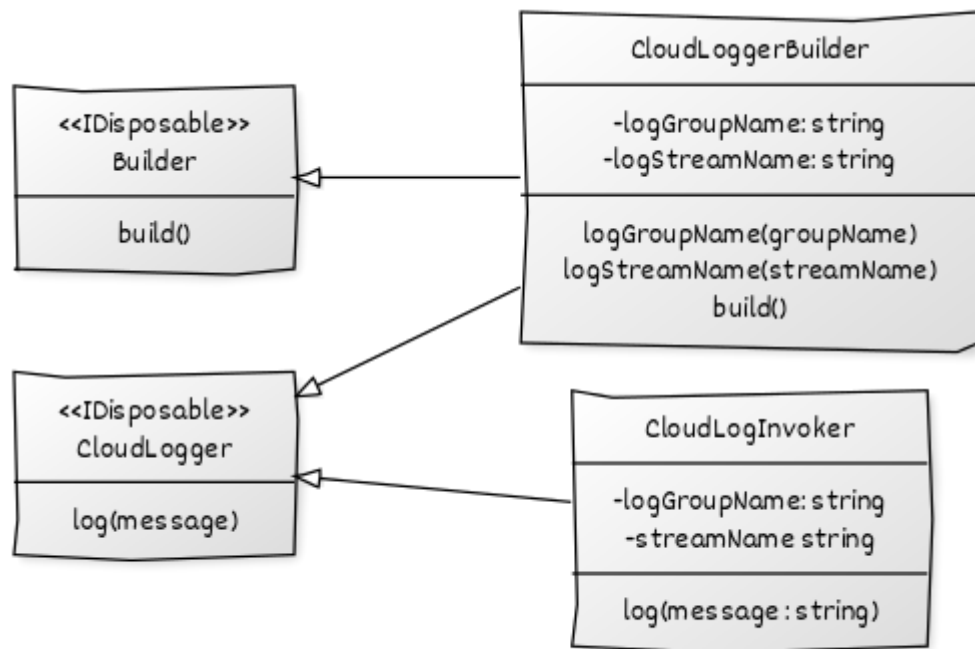 <<IDisposable>>
Builder
build()
CloudLoggerBuilder
-logGroupName: string
-logStreamName: string
logGroupName(groupName)
logStreamName(streamName)
build()
<<IDisposable>>
CloudLogger
log(message)
CloudLogInvoker
-logGroupName: string
-streamName string
log(message : string)